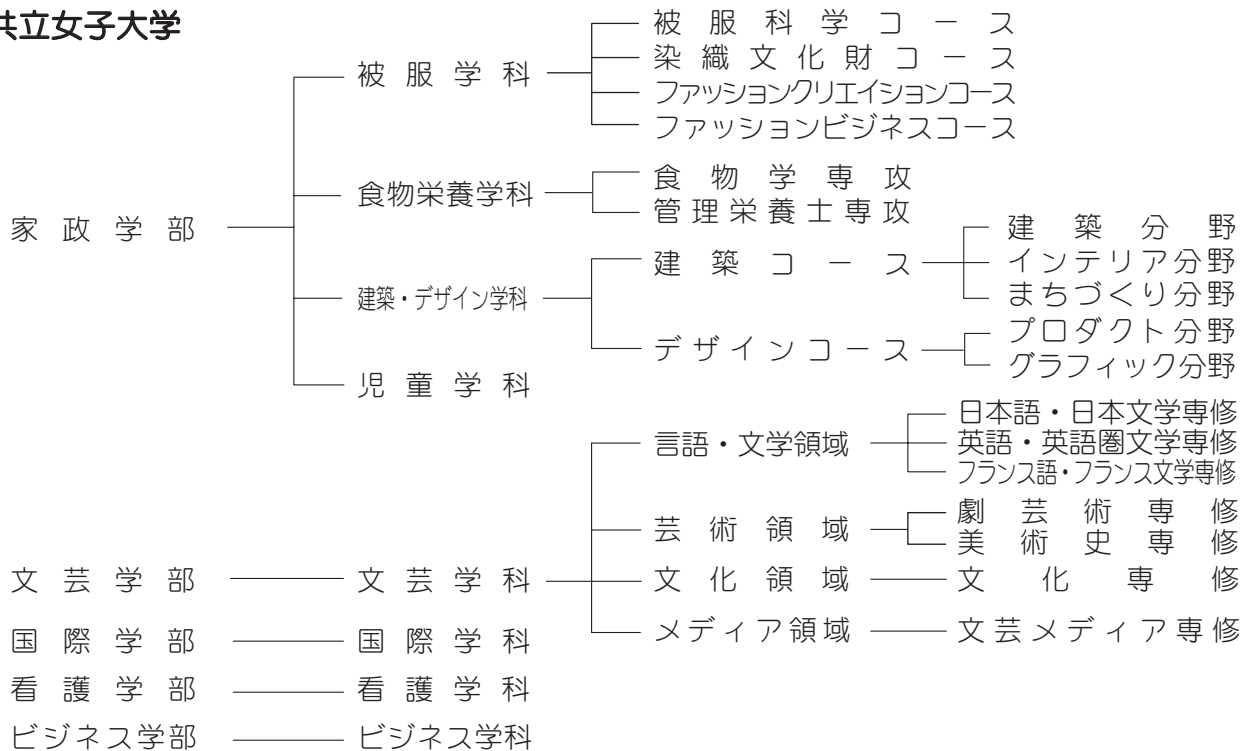 共立女子大学
家政学部
被服学科
被服科学コース
染織文化財コース
ファッションクリエイションコース
ファッションビジネスコース
食物栄養学科
食物学専攻
管理栄養士専攻
建築・デザイン学科
建築コース
建築分野
インテリア分野
まちづくり分野
デザインコース
プロダクト分野
グラフィック分野
児童学科
文芸学部
文芸学科
言語・文学領域
日本語・日本文学専修
英語・英語圏文学専修
フランス語・フランス文学専修
芸術領域
劇芸術専修
美術史専修
文化領域
文化専修
メディア領域
文芸メディア専修
国際学部
国際学科
看護学部
看護学科
ビジネス学部
ビジネス学科